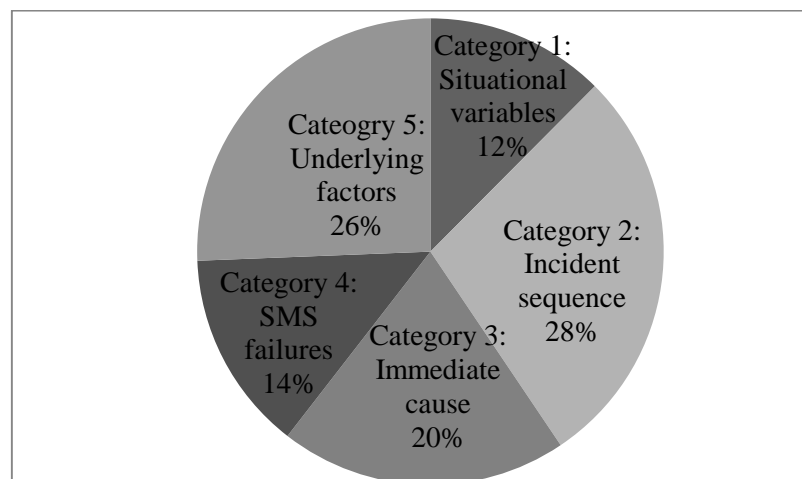 Category 1:
Situational
variables
12%
Category 2:
Incident
sequence
28%
Category 3:
Immediate
cause
20%
Category 4:
SMS
failures
14%
Cateogry 5:
Underlying
factors
26%